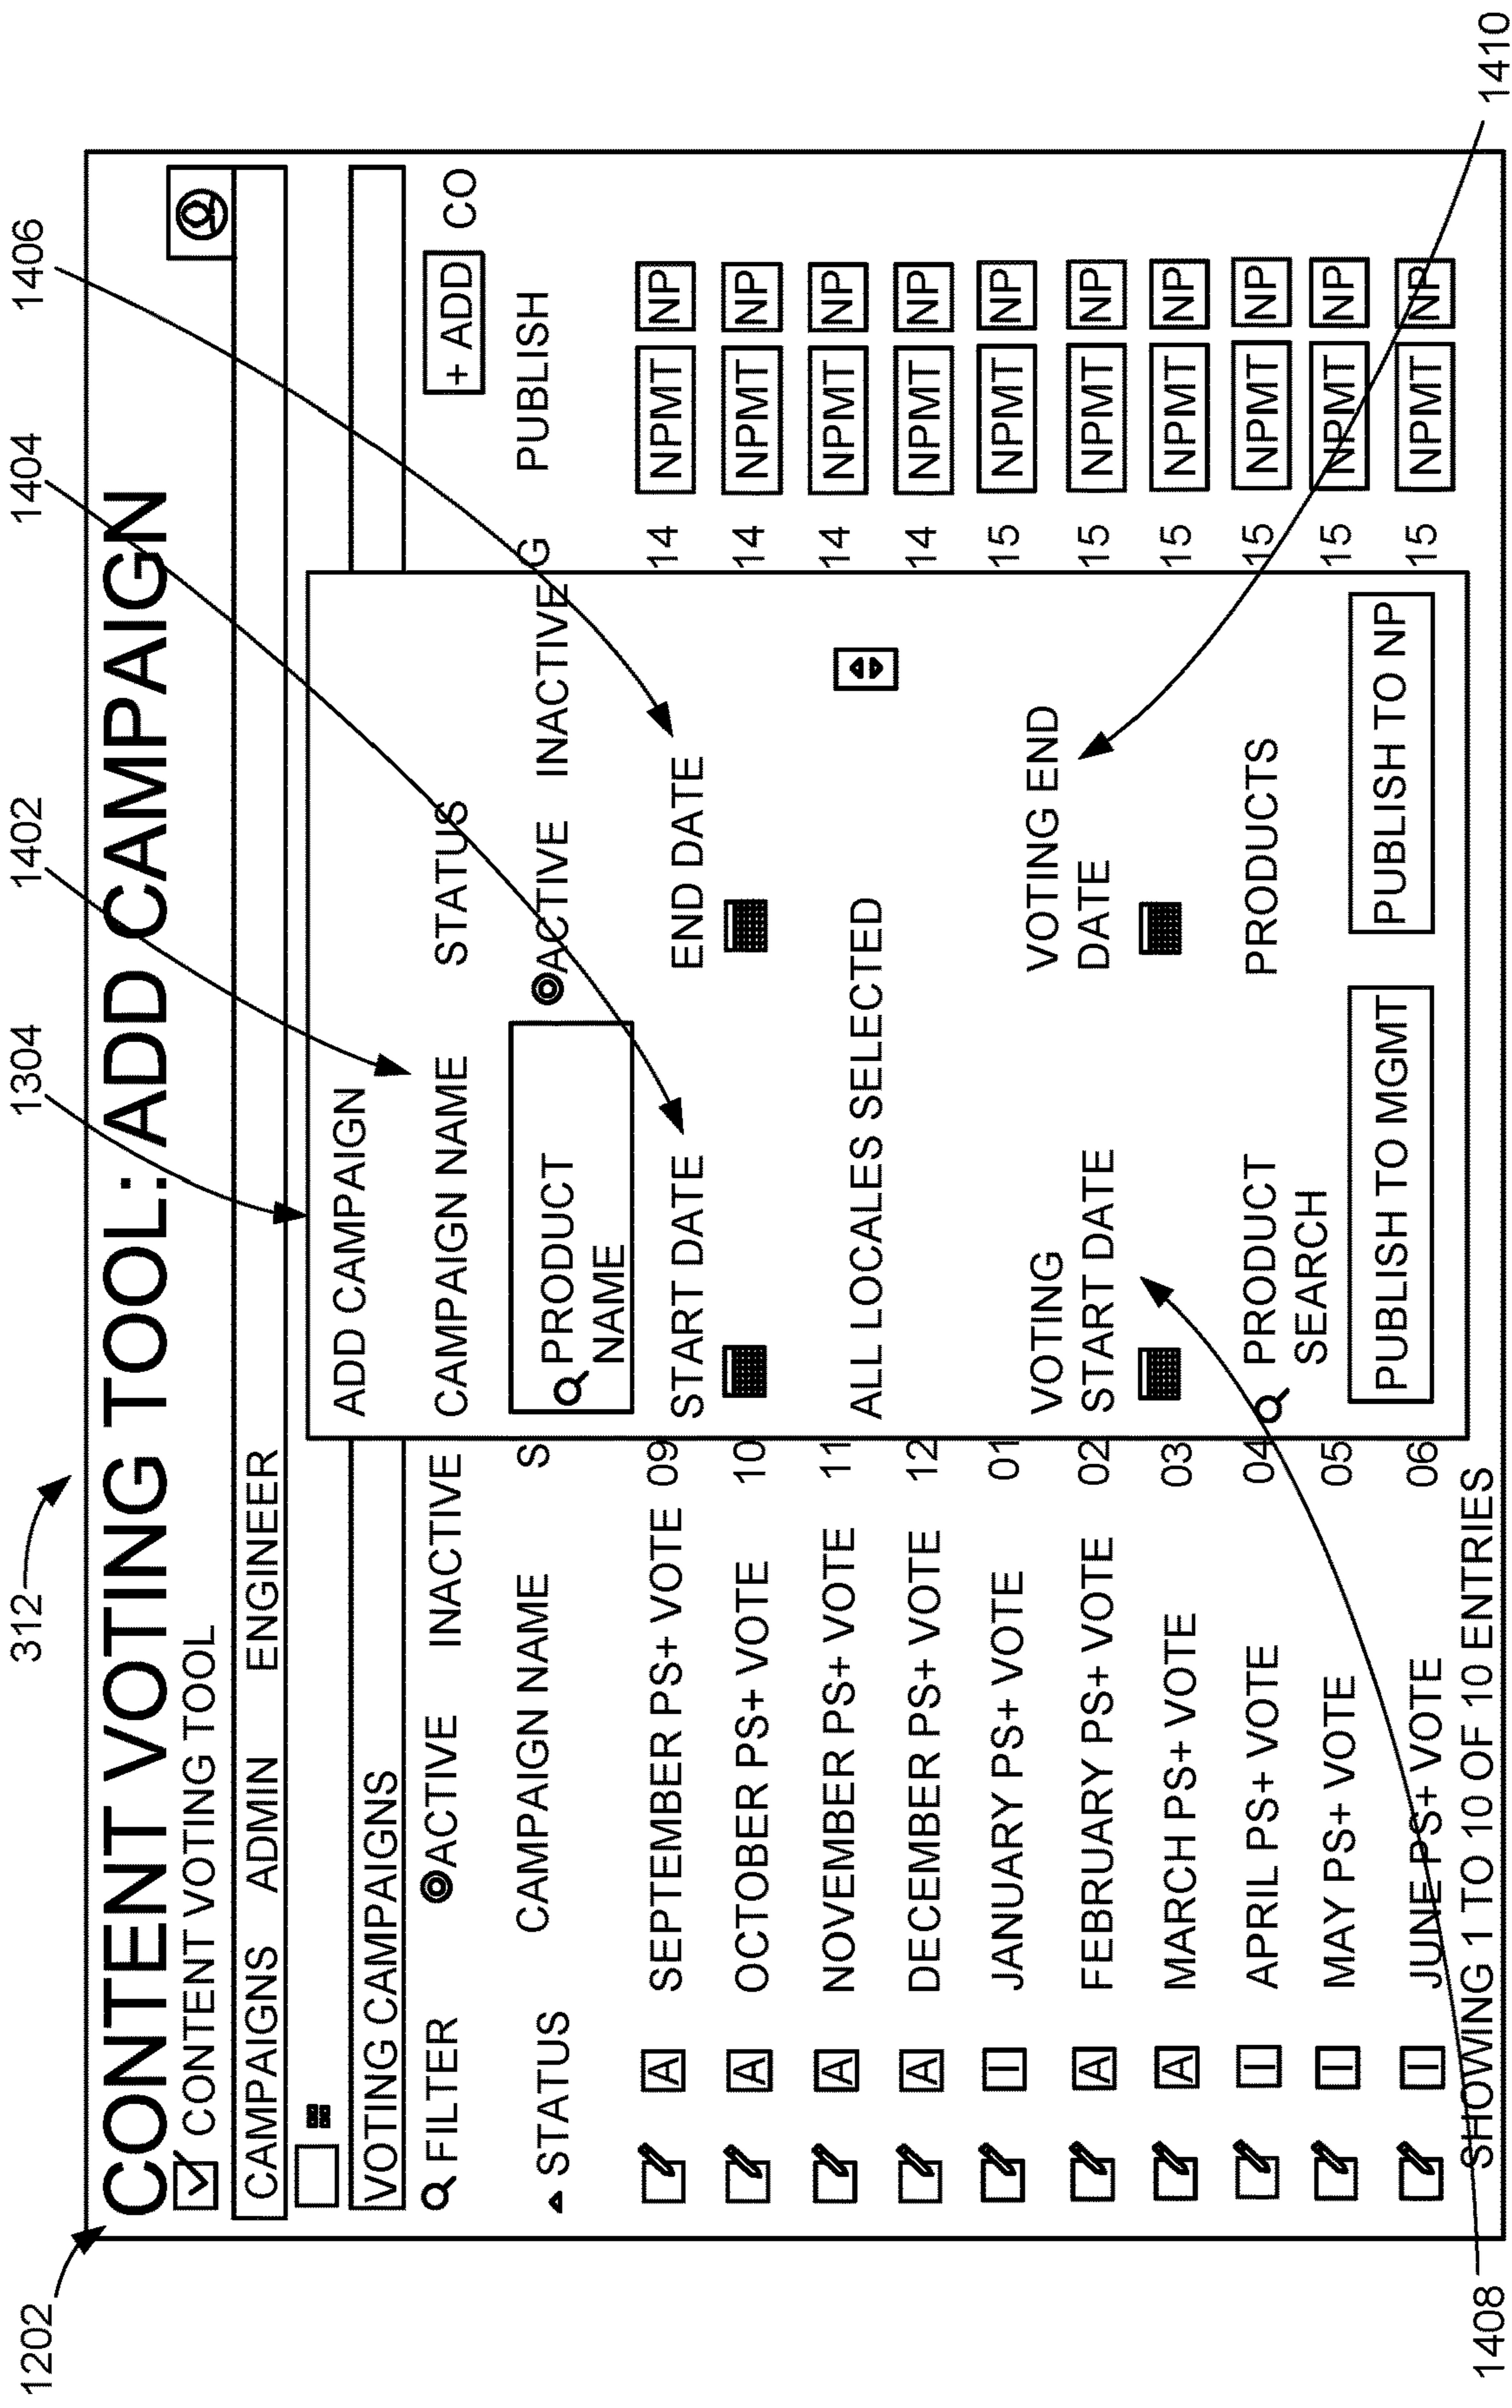 312
1304
1402
1404
1406
1202
CONTENT VOTING TOOL: ADD CAMPAIGN
CONTENT VOTING TOOL
CAMPAIGNS ADMIN ENGINEER
VOTING CAMPAIGNS
FILTER ACTIVE INACTIVE
+ ADD CO
STATUS CAMPAIGN NAME S
G PUBLISH
A SEPTEMBER PS+ VOTE 09
14 NPMT NP
A OCTOBER PS+ VOTE 10
14 NPMT NP
A NOVEMBER PS+ VOTE 11
14 NPMT NP
A DECEMBER PS+ VOTE 12
14 NPMT NP
I JANUARY PS+ VOTE 01
15 NPMT NP
A FEBRUARY PS+ VOTE 02
15 NPMT NP
A MARCH PS+ VOTE 03
15 NPMT NP
I APRIL PS+ VOTE 04
15 NPMT NP
I MAY PS+ VOTE 05
15 NPMT NP
I JUNE PS+ VOTE 06
15 NPMT NP
SHOWING 1 TO 10 OF 10 ENTRIES
ADD CAMPAIGN
CAMPAIGN NAME STATUS
PRODUCT
NAME
ACTIVE INACTIVE
START DATE END DATE
ALL LOCALES SELECTED
VOTING
START DATE
VOTING END
DATE
PRODUCT
SEARCH
PRODUCTS
PUBLISH TO MGMT PUBLISH TO NP
1408
1410